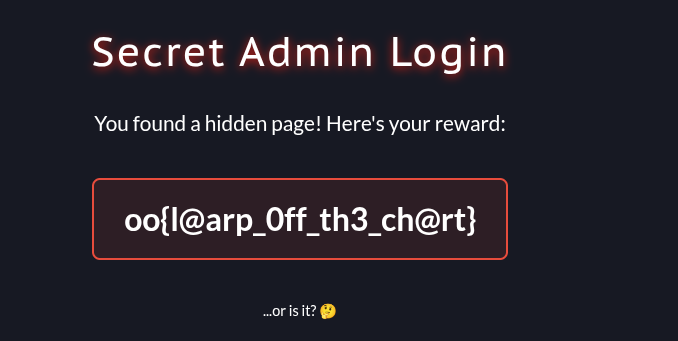 Secret Admin Login
You found a hidden page! Here's your reward:
oo{l@arp_0ff_th3_ch@rt}
...or is it? 🤔